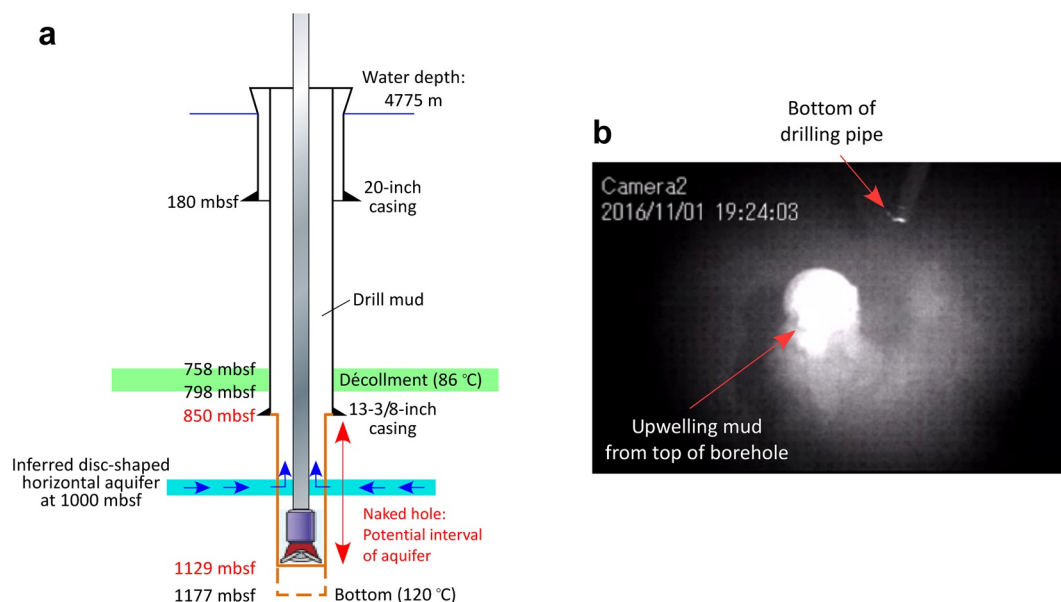 a
Water depth:
4775 m
180 mbsf
20-inch
casing
Drill mud
758 mbsf
798 mbsf
Décollment (86 °C)
850 mbsf
13-3/8-inch
casing
Inferred disc-shaped
horizontal aquifer
at 1000 mbsf
Naked hole:
Potential interval
of aquifer
1129 mbsf
1177 mbsf
Bottom (120 °C)
b
Bottom of
drilling pipe
Camera2
2016/11/01 19:24:03
Upwelling mud
from top of borehole